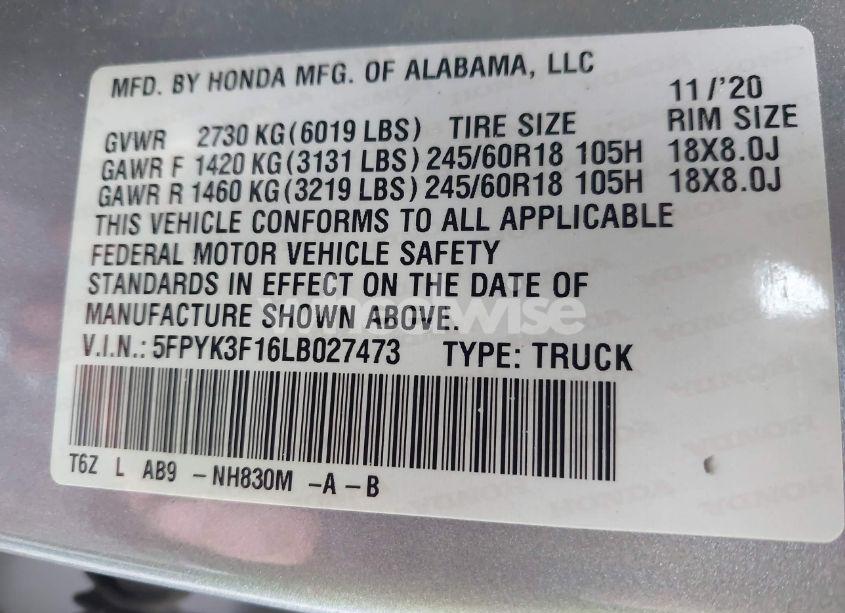 MFD. BY HONDA MFG. OF ALABAMA, LLC
11/'20
GVWR 2730 KG(6019 LBS) TIRE SIZE RIM SIZE
GAWR F 1420 KG(3131 LBS) 245/60R18 105H 18X8.0J
GAWR R 1460 KG(3219 LBS) 245/60R18 105H 18X8.0J
THIS VEHICLE CONFORMS TO ALL APPLICABLE
FEDERAL MOTOR VEHICLE SAFETY
STANDARDS IN EFFECT ON THE DATE OF
MANUFACTURE SHOWN ABOVE.
V.I.N.: 5FPYK3F16LB027473 TYPE: TRUCK
T6Z L AB9 -NH830M -A-B